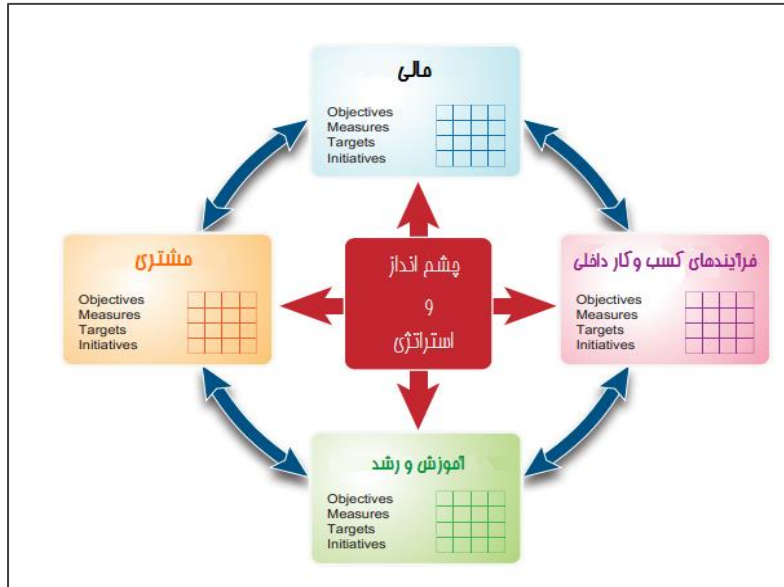 مالی
Objectives
Measures
Targets
Initiatives
مشتری
Objectives
Measures
Targets
Initiatives
چشم انداز
و
استراتژی
فرآیندهای کسب و کار داخلی
Objectives
Measures
Targets
Initiatives
آموزش و رشد
Objectives
Measures
Targets
Initiatives